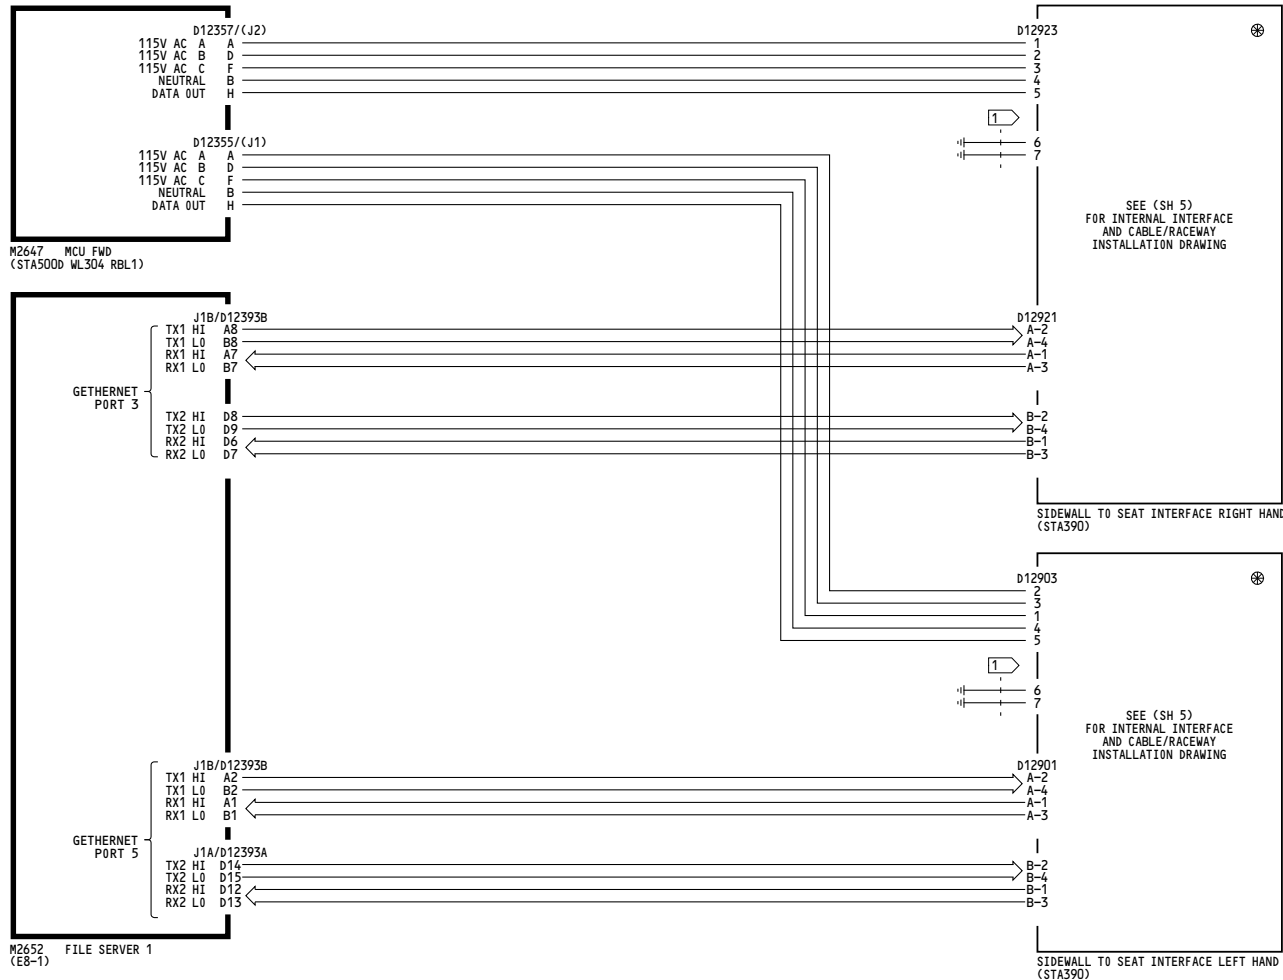 D12357/(J2)
115V AC A A
115V AC B D
115V AC C F
NEUTRAL B
DATA OUT H
D12355/(J1)
115V AC A A
115V AC B D
115V AC C F
NEUTRAL B
DATA OUT H
M2647 MCU FWD
(STA500D WL304 RBL1)
D12923
1
2
3
4
5
1
6
7
SEE (SH 5)
FOR INTERNAL INTERFACE
AND CABLE/RACEWAY
INSTALLATION DRAWING
J1B/D12393B
TX1 HI A8
TX1 LO B8
RX1 HI A7
RX1 LO B7
GETHERNET
PORT 3
TX2 HI D8
TX2 LO D9
RX2 HI D6
RX2 LO D7
D12921
A-2
A-4
A-1
A-3
B-2
B-4
B-1
B-3
SIDEWALL TO SEAT INTERFACE RIGHT HAND
(STA390)
D12903
2
3
1
4
5
1
6
7
SEE (SH 5)
FOR INTERNAL INTERFACE
AND CABLE/RACEWAY
INSTALLATION DRAWING
J1B/D12393B
TX1 HI A2
TX1 LO B2
RX1 HI A1
RX1 LO B1
GETHERNET
PORT 5
J1A/D12393A
TX2 HI D14
TX2 LO D15
RX2 HI D12
RX2 LO D13
D12901
A-2
A-4
A-1
A-3
B-2
B-4
B-1
B-3
M2652 FILE SERVER 1
(E8-1)
SIDEWALL TO SEAT INTERFACE LEFT HAND
(STA390)